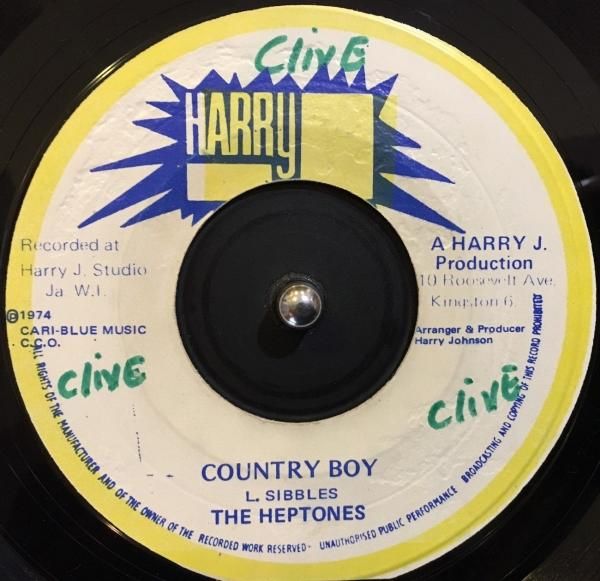 Clive
HARRY
Recorded at
Harry J. Studio
Ja. W.I.
℗1974
CARI-BLUE MUSIC
C.C.O.
A HARRY J.
Production
10 Roosevelt Ave.
Kingston 6.
Arranger & Producer
Harry Johnson
Clive
Clive
COUNTRY BOY
L. SIBBLES
THE HEPTONES
ALL RIGHTS OF THE MANUFACTURER AND OF THE OWNER OF THE RECORDED WORK RESERVED - UNAUTHORISED PUBLIC PERFORMANCE BROADCASTING AND COPYING OF THIS RECORD PROHIBITED